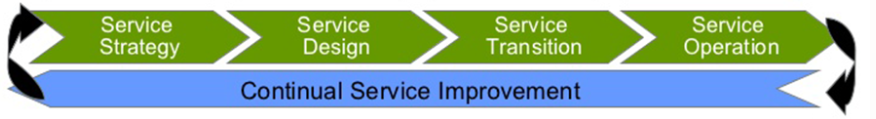 Service
Strategy
Service
Design
Service
Transition
Service
Operation
Continual Service Improvement